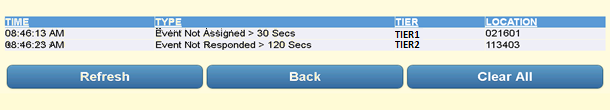 TIME TYPE TIER LOCATION
08:46:13 AM Event Not Assigned > 30 Secs TIER1 021601
08:46:23 AM Event Not Responded > 120 Secs TIER2 113403
Refresh Back Clear All